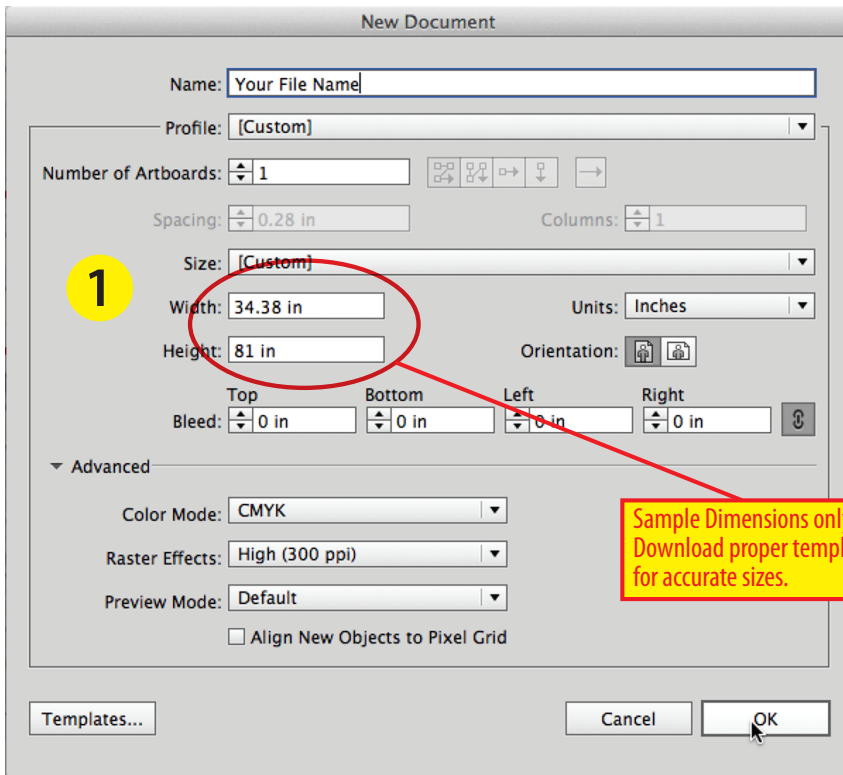 New Document
Name: Your File Name
Profile: [Custom]
Number of Artboards: 1
Spacing: 0.28 in Columns: 1
Size: [Custom]
1
Width: 34.38 in Units: Inches
Height: 81 in Orientation:
Top Bottom Left Right
Bleed: 0 in 0 in 0 in 0 in
Advanced
Color Mode: CMYK
Sample Dimensions
Raster Effects: High (300 ppi)
Download proper
for accurate sizes.
Preview Mode: Default
Align New Objects to Pixel Grid
Templates... Cancel OK